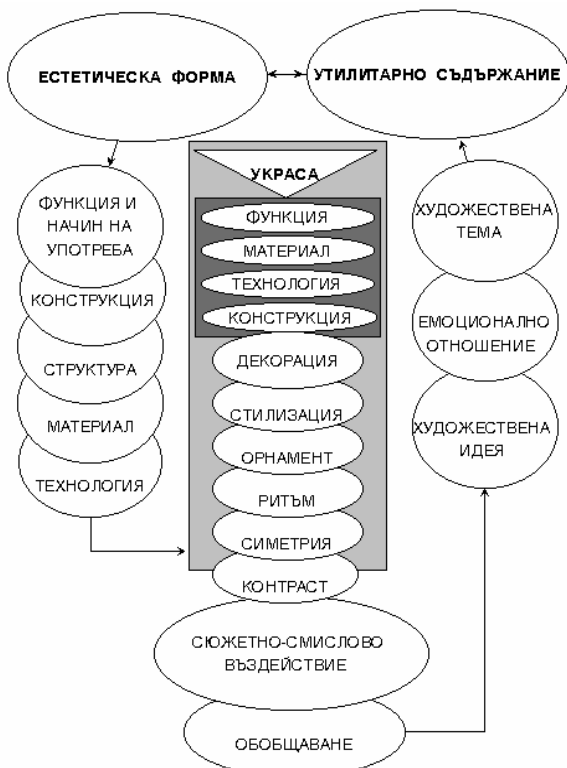 ЕСТЕТИЧЕСКА ФОРМА
УТИЛИТАРНО СЪДЪРЖАНИЕ
ФУНКЦИЯ И
НАЧИН НА
УПОТРЕБА
КОНСТРУКЦИЯ
СТРУКТУРА
МАТЕРИАЛ
ТЕХНОЛОГИЯ
УКРАСА
ФУНКЦИЯ
МАТЕРИАЛ
ТЕХНОЛОГИЯ
КОНСТРУКЦИЯ
ДЕКОРАЦИЯ
СТИЛИЗАЦИЯ
ОРНАМЕНТ
РИТЪМ
СИМЕТРИЯ
КОНТРАСТ
СЮЖЕТНО-СМИСЛОВО
ВЪЗДЕЙСТВИЕ
ОБОБЩАВАНЕ
ХУДОЖЕСТВЕНА
ТЕМА
ЕМОЦИОНАЛНО
ОТНОШЕНИЕ
ХУДОЖЕСТВЕНА
ИДЕЯ